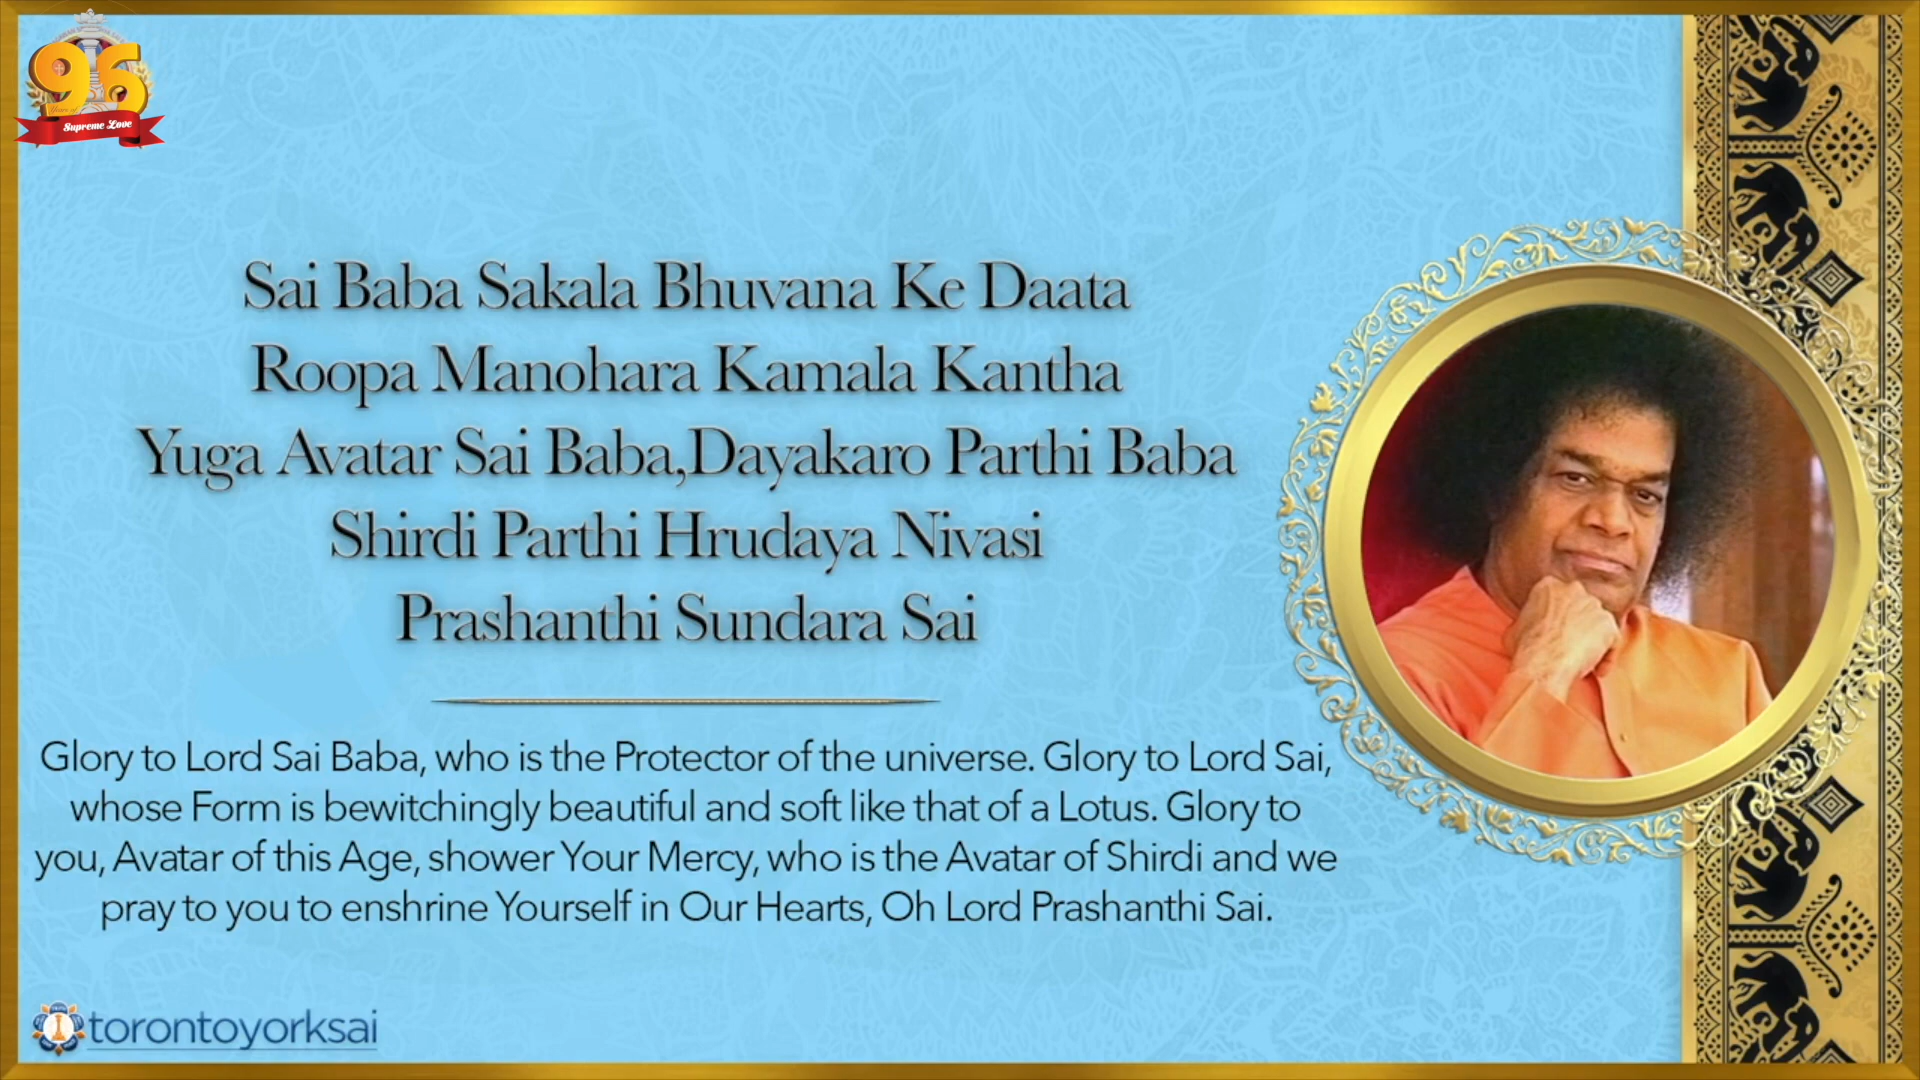 96
Years of
Supreme Love
Sai Baba Sakala Bhuvana Ke Daata
Roopa Manohara Kamala Kantha
Yuga Avatar Sai Baba,Dayakaro Parthi Baba
Shirdi Parthi Hrudaya Nivasi
Prashanthi Sundara Sai
Glory to Lord Sai Baba, who is the Protector of the universe. Glory to Lord Sai,
whose Form is bewitchingly beautiful and soft like that of a Lotus. Glory to
you, Avatar of this Age, shower Your Mercy, who is the Avatar of Shirdi and we
pray to you to enshrine Yourself in Our Hearts, Oh Lord Prashanthi Sai.
torontoyorksai